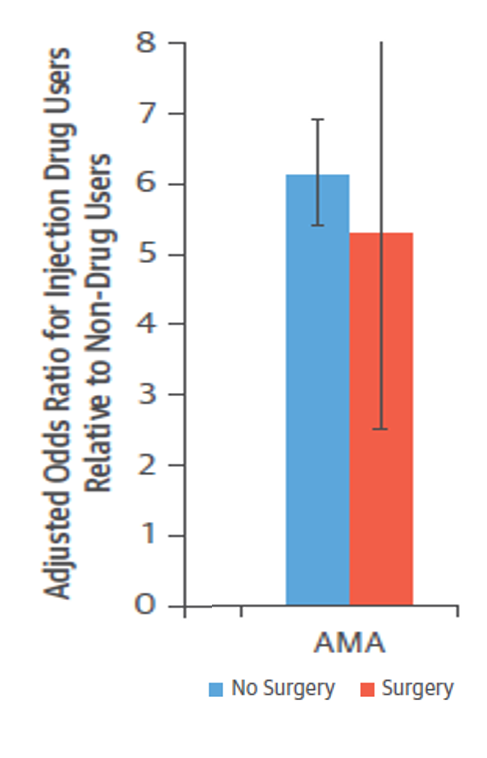 Adjusted Odds Ratio for Injection Drug Users
Relative to Non-Drug Users
8
7
6
5
4
3
2
1
0
AMA
No Surgery Surgery